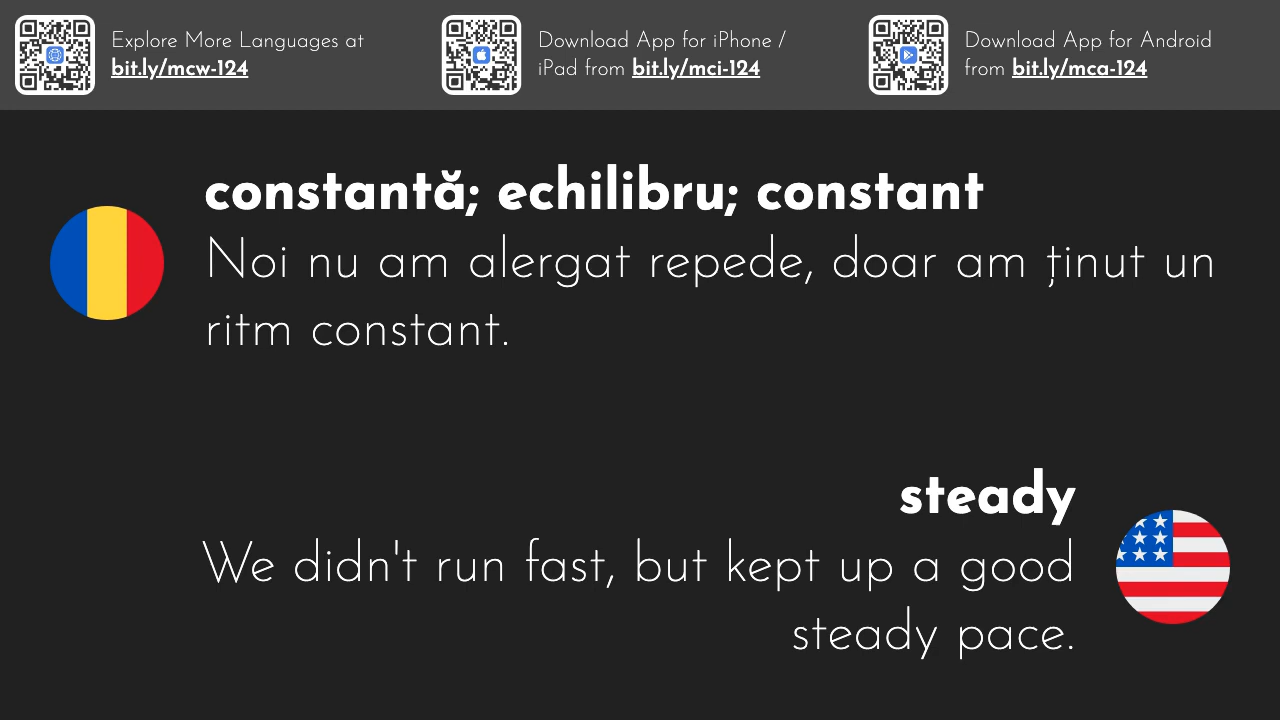 Explore More Languages at
bit.ly/mcw-124
Download App for iPhone /
iPad from bit.ly/mci-124
Download App for Android
from bit.ly/mca-124
constantă; echilibru; constant
Noi nu am alergat repede, doar am ținut un
ritm constant.
steady
We didn't run fast, but kept up a good
steady pace.